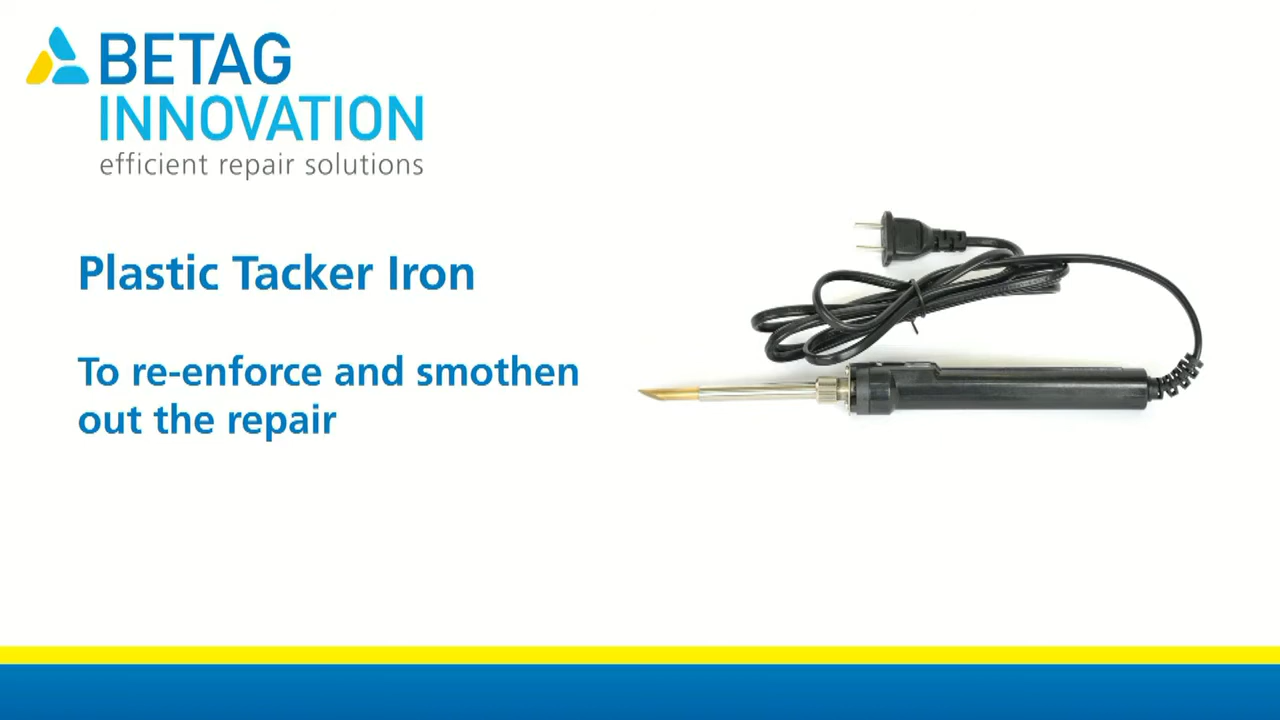 BETAG
INNOVATION
efficient repair solutions
Plastic Tacker Iron
To re-enforce and smothen
out the repair